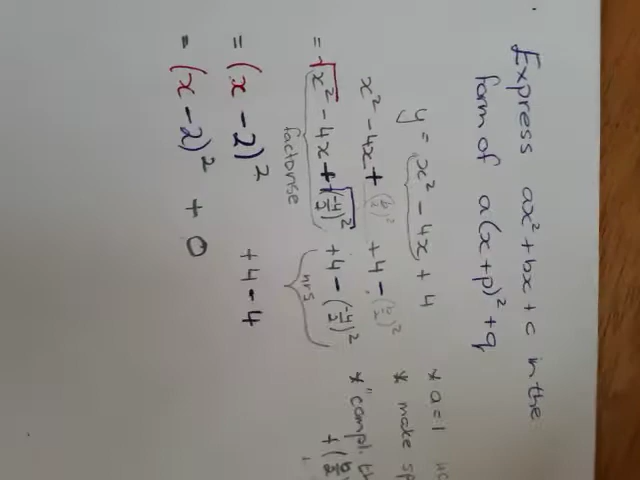 Express ax² + bx + c in the
form of a(x + p)² + q
y = x² - 4x + 4
* a = 1
x² - 4x + (b/2)² + 4 - (b/2)²
* make
= √x² - 4x + √(-4/2)² + 4 - (-4/2)²
* "compl.
factorise
+ (b/2)
= (x - 2)² + 4 - 4
= (x - 2)² + 0